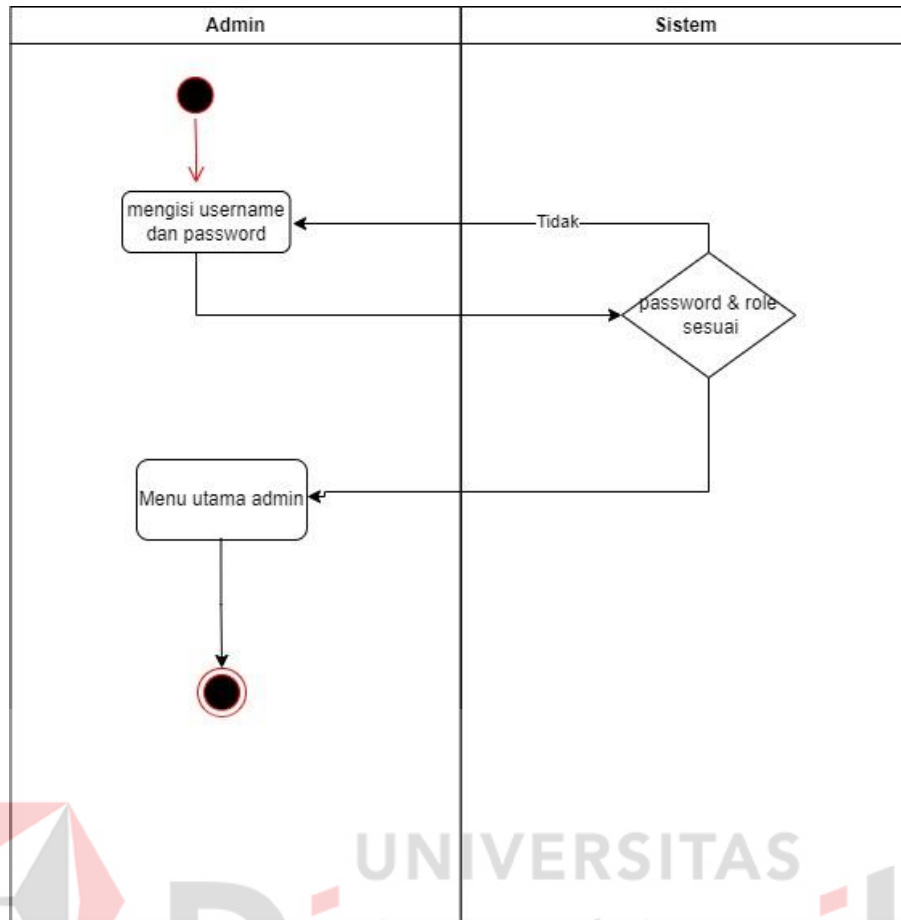 Admin
Sistem
mengisi username
dan password
Tidak
password & role
sesuai
Menu utama admin
UNIVERSITAS